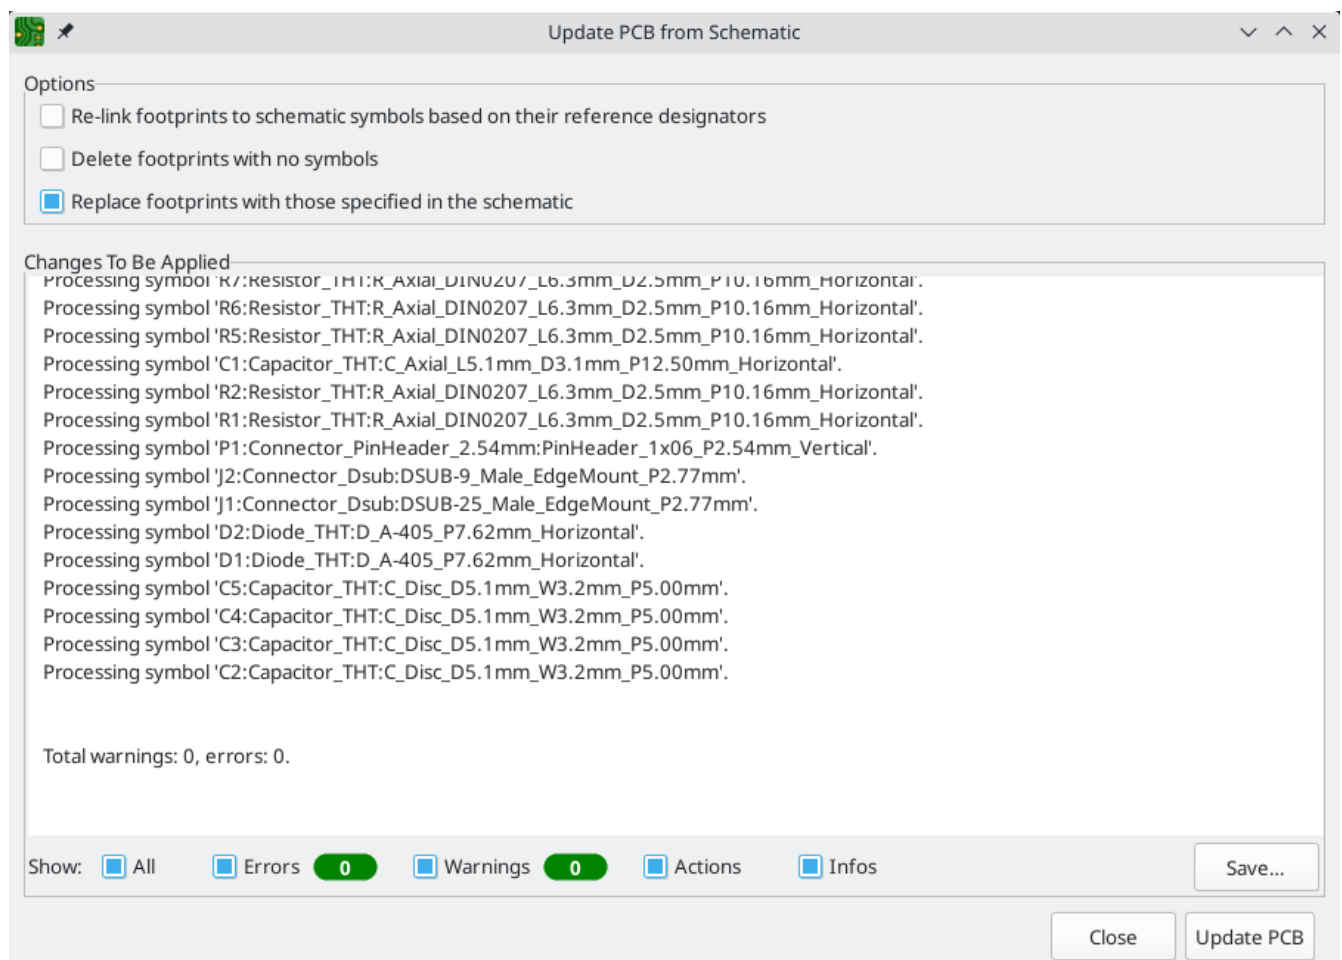 Update PCB from Schematic
Options
Re-link footprints to schematic symbols based on their reference designators
Delete footprints with no symbols
Replace footprints with those specified in the schematic
Changes To Be Applied
Processing symbol 'R7:Resistor_THT:R_Axial_DIN0207_L6.3mm_D2.5mm_P10.16mm_Horizontal'.
Processing symbol 'R6:Resistor_THT:R_Axial_DIN0207_L6.3mm_D2.5mm_P10.16mm_Horizontal'.
Processing symbol 'R5:Resistor_THT:R_Axial_DIN0207_L6.3mm_D2.5mm_P10.16mm_Horizontal'.
Processing symbol 'C1:Capacitor_THT:C_Axial_L5.1mm_D3.1mm_P12.50mm_Horizontal'.
Processing symbol 'R2:Resistor_THT:R_Axial_DIN0207_L6.3mm_D2.5mm_P10.16mm_Horizontal'.
Processing symbol 'R1:Resistor_THT:R_Axial_DIN0207_L6.3mm_D2.5mm_P10.16mm_Horizontal'.
Processing symbol 'P1:Connector_PinHeader_2.54mm:PinHeader_1x06_P2.54mm_Vertical'.
Processing symbol 'J2:Connector_Dsub:DSUB-9_Male_EdgeMount_P2.77mm'.
Processing symbol 'J1:Connector_Dsub:DSUB-25_Male_EdgeMount_P2.77mm'.
Processing symbol 'D2:Diode_THT:D_A-405_P7.62mm_Horizontal'.
Processing symbol 'D1:Diode_THT:D_A-405_P7.62mm_Horizontal'.
Processing symbol 'C5:Capacitor_THT:C_Disc_D5.1mm_W3.2mm_P5.00mm'.
Processing symbol 'C4:Capacitor_THT:C_Disc_D5.1mm_W3.2mm_P5.00mm'.
Processing symbol 'C3:Capacitor_THT:C_Disc_D5.1mm_W3.2mm_P5.00mm'.
Processing symbol 'C2:Capacitor_THT:C_Disc_D5.1mm_W3.2mm_P5.00mm'.
Total warnings: 0, errors: 0.
Show: All Errors 0 Warnings 0 Actions Infos Save...
Close Update PCB